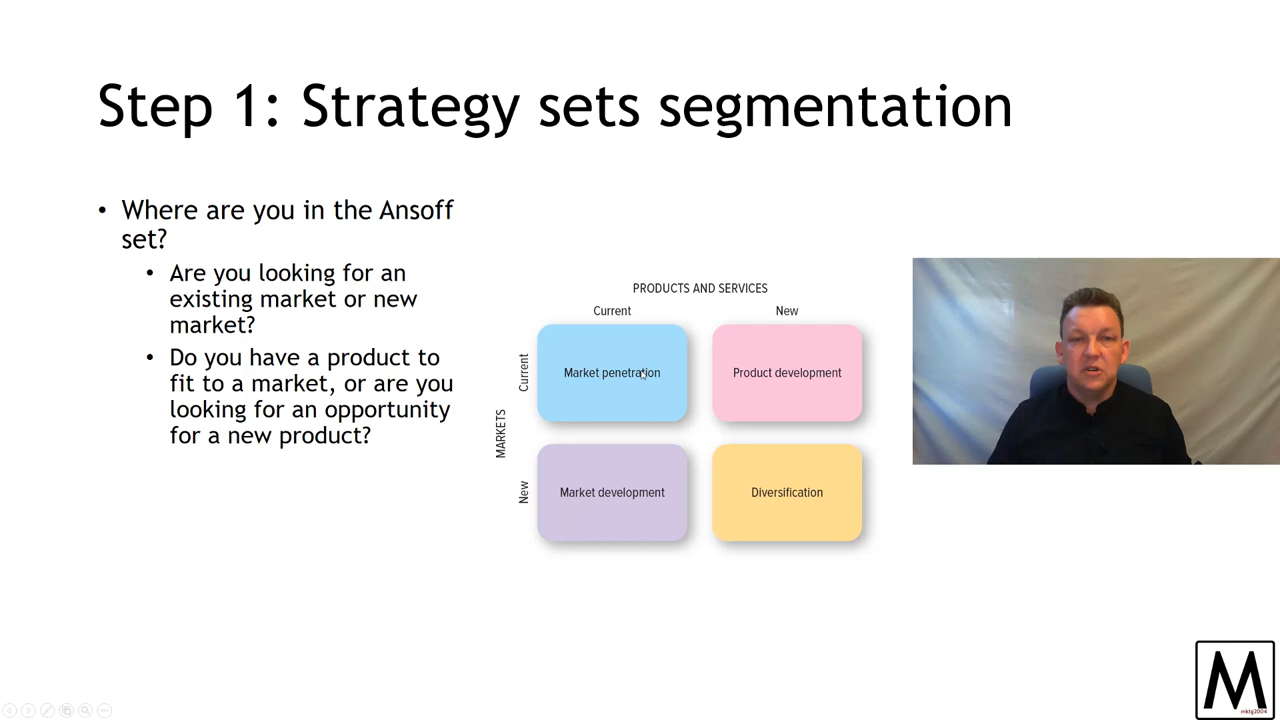 Step 1: Strategy sets segmentation
• Where are you in the Ansoff
set?
• Are you looking for an
existing market or new
market?
• Do you have a product to
fit to a market, or are you
looking for an opportunity
for a new product?
PRODUCTS AND SERVICES
Current
New
MARKETS
Current
Market penetration
Product development
New
Market development
Diversification
M
mktg2004